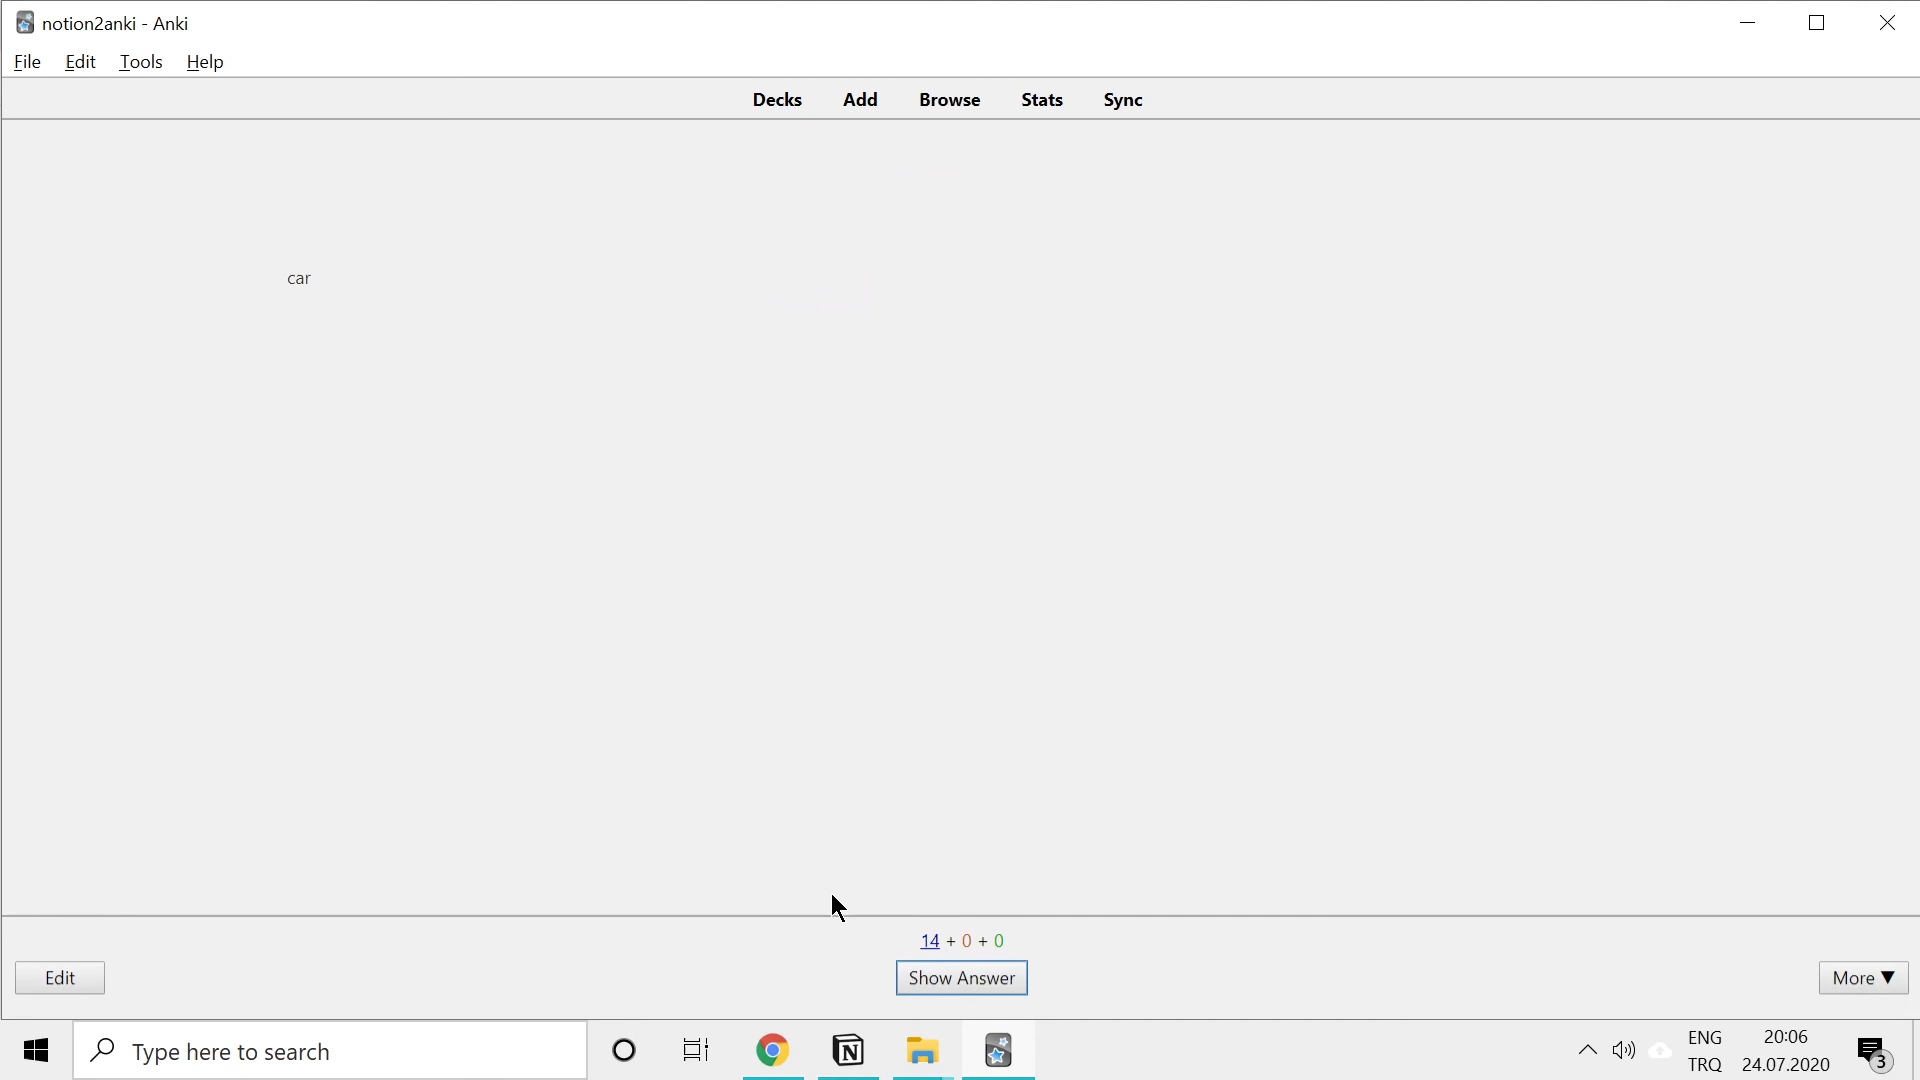 notion2anki - Anki
File Edit Tools Help
Decks Add Browse Stats Sync
car
14 + 0 + 0
Edit Show Answer More ▼
Type here to search
ENG 20:06
TRQ 24.07.2020 3